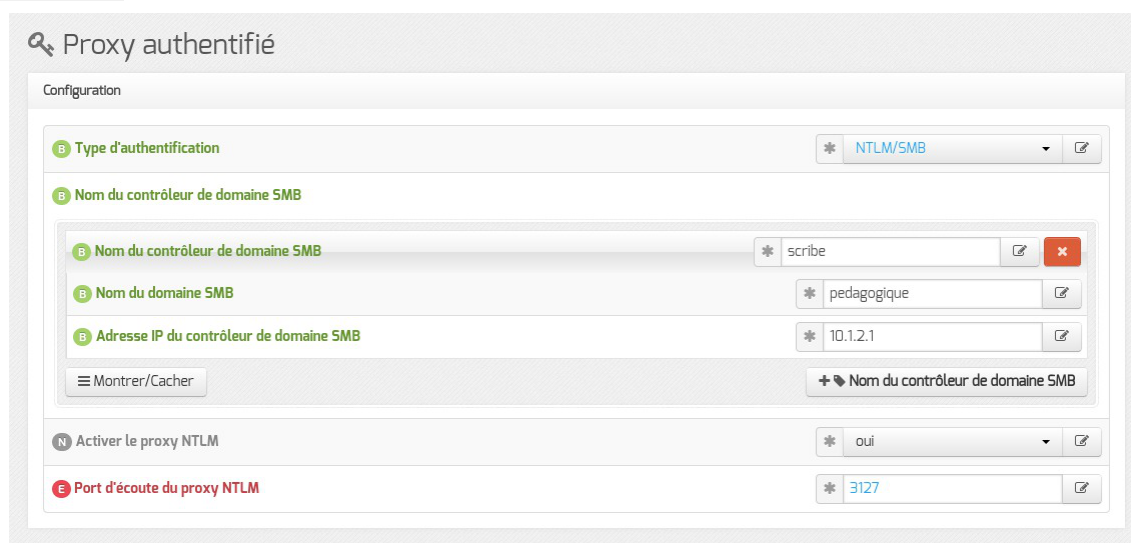 Proxy authentifié
Configuration
B Type d'authentification NTLM/SMB
B Nom du contrôleur de domaine SMB
B Nom du contrôleur de domaine SMB scribe
B Nom du domaine SMB pedagogique
B Adresse IP du contrôleur de domaine SMB 10.1.2.1
Montrer/Cacher Nom du contrôleur de domaine SMB
N Activer le proxy NTLM oui
E Port d'écoute du proxy NTLM 3127